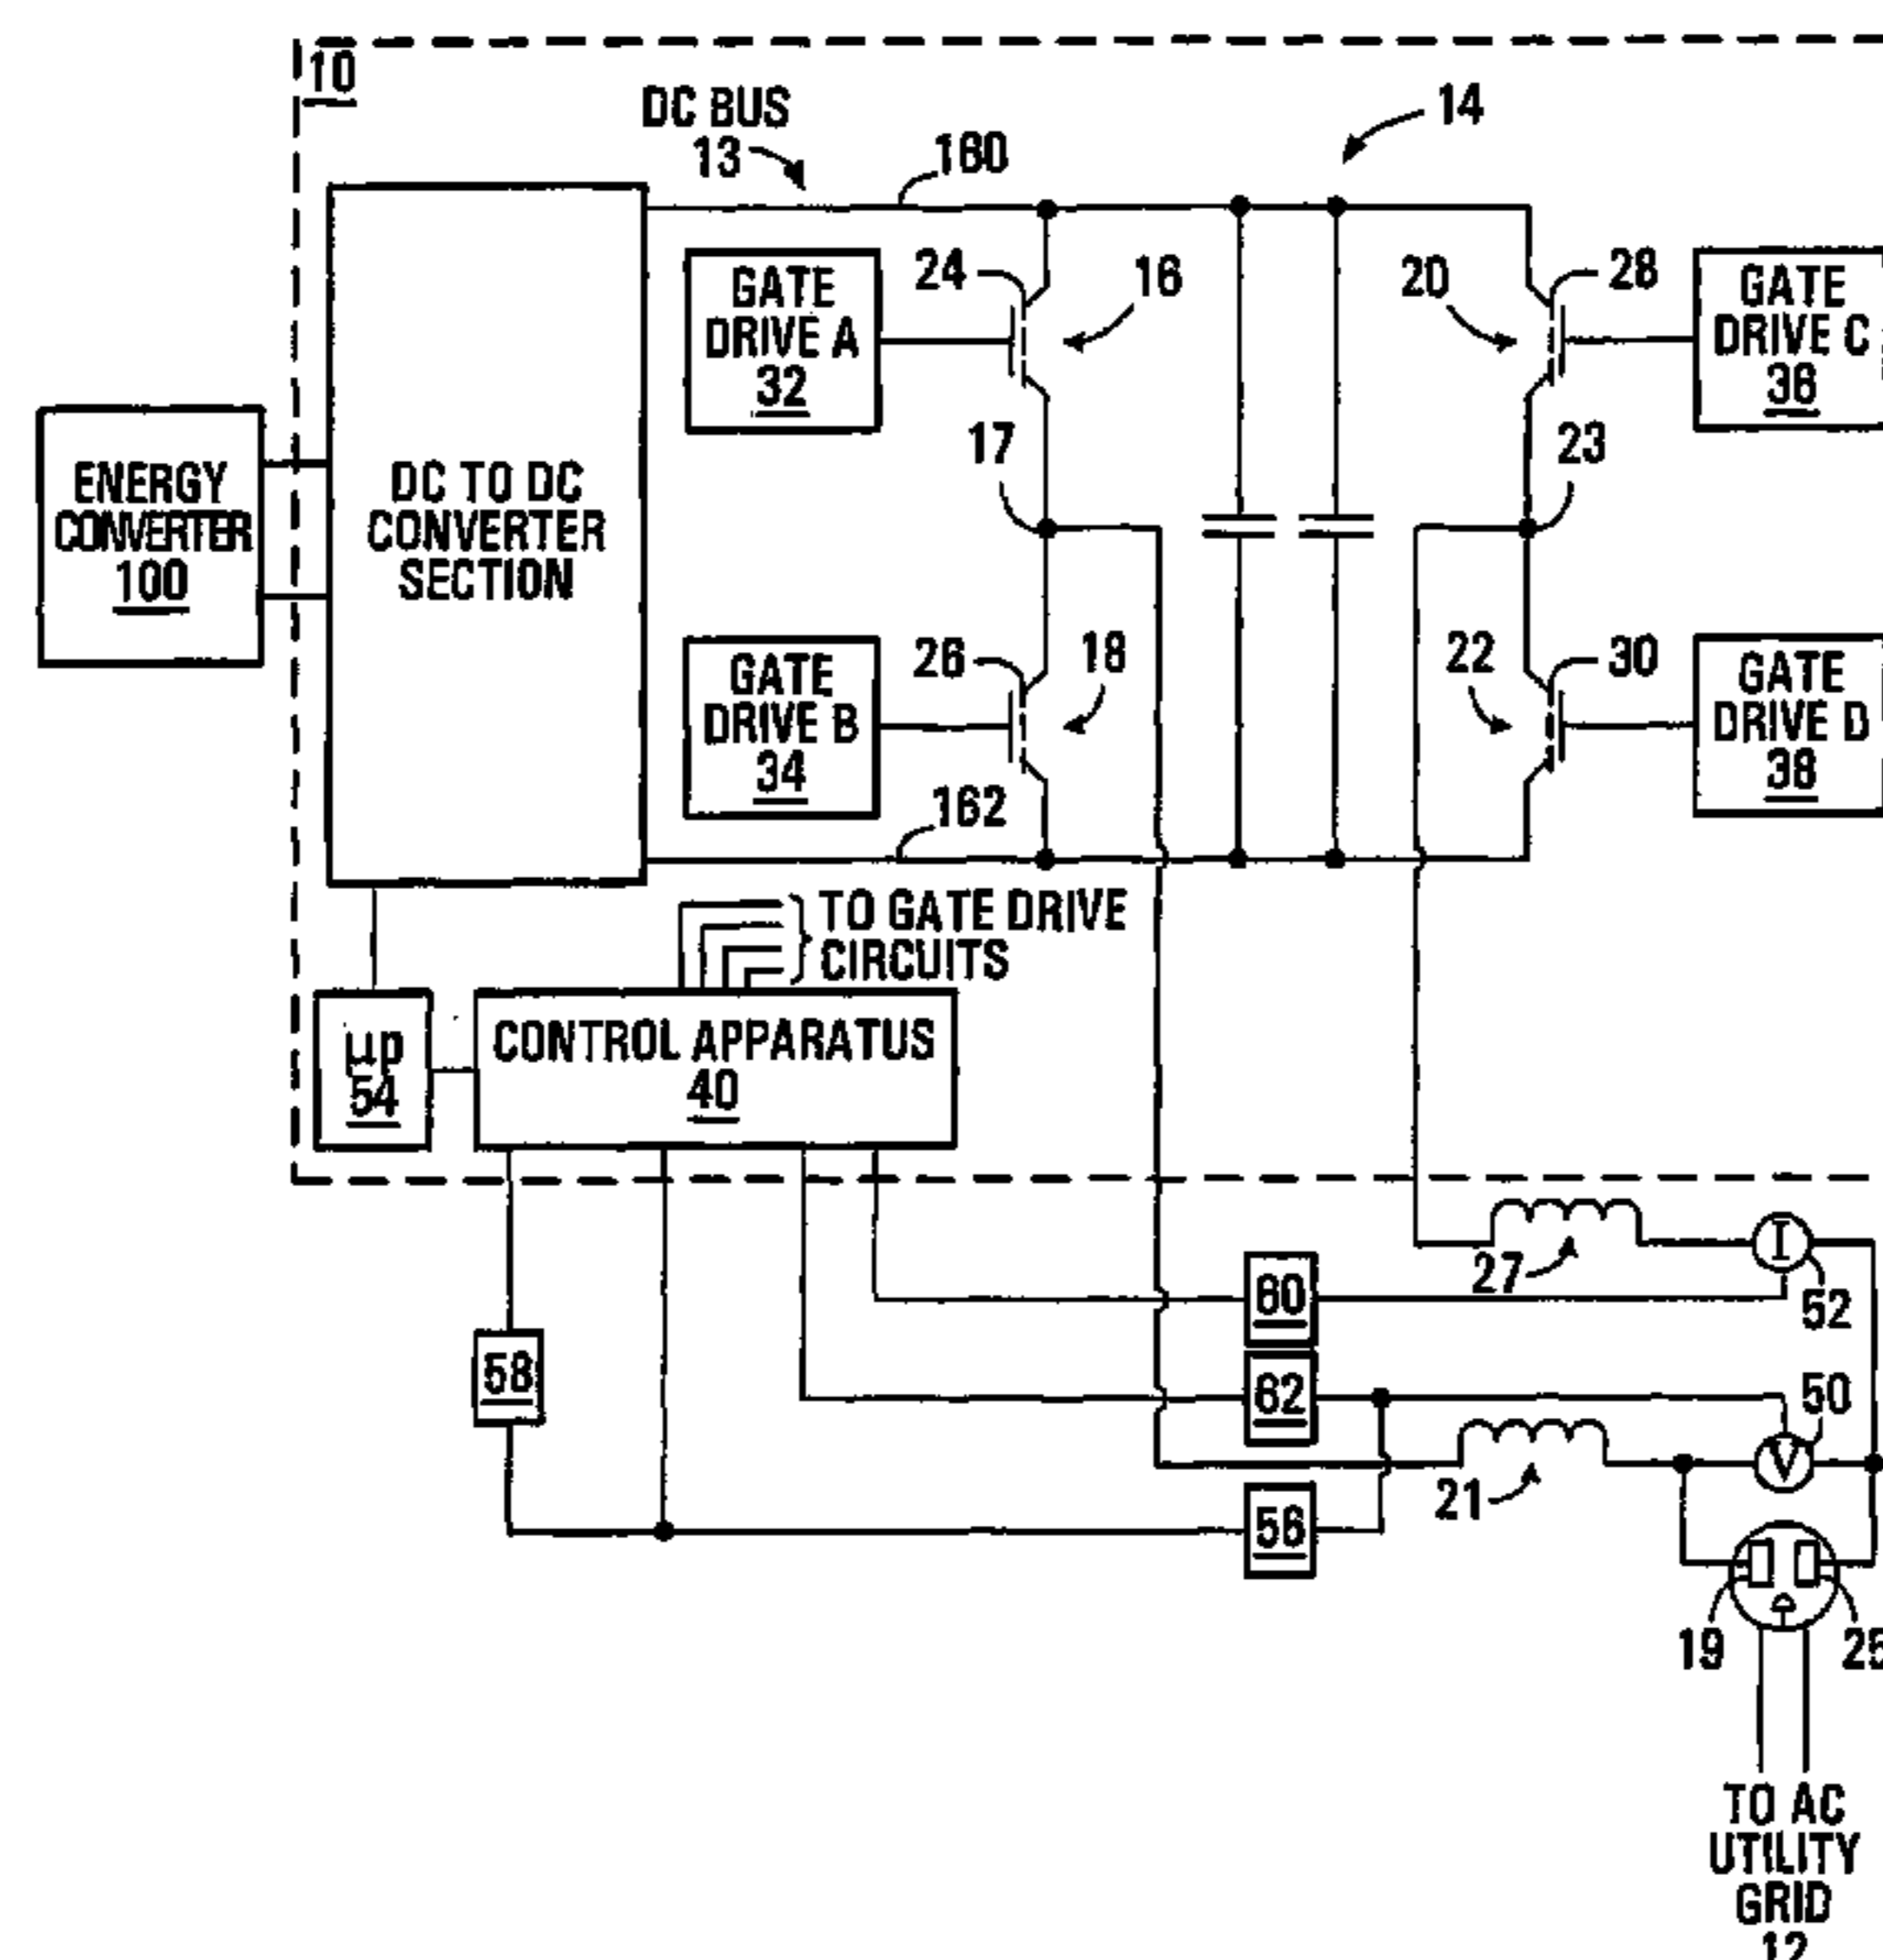 10
DC BUS
13
160
14
24
GATE
DRIVE A
32
16
20
28
GATE
DRIVE C
36
ENERGY
CONVERTER
100
DC TO DC
CONVERTER
SECTION
17
23
GATE
DRIVE B
34
26
18
22
30
GATE
DRIVE D
38
162
TO GATE DRIVE
CIRCUITS
μp
54
CONTROL APPARATUS
40
27
I
52
60
58
62
50
V
21
56
19
25
TO AC
UTILITY
GRID
12